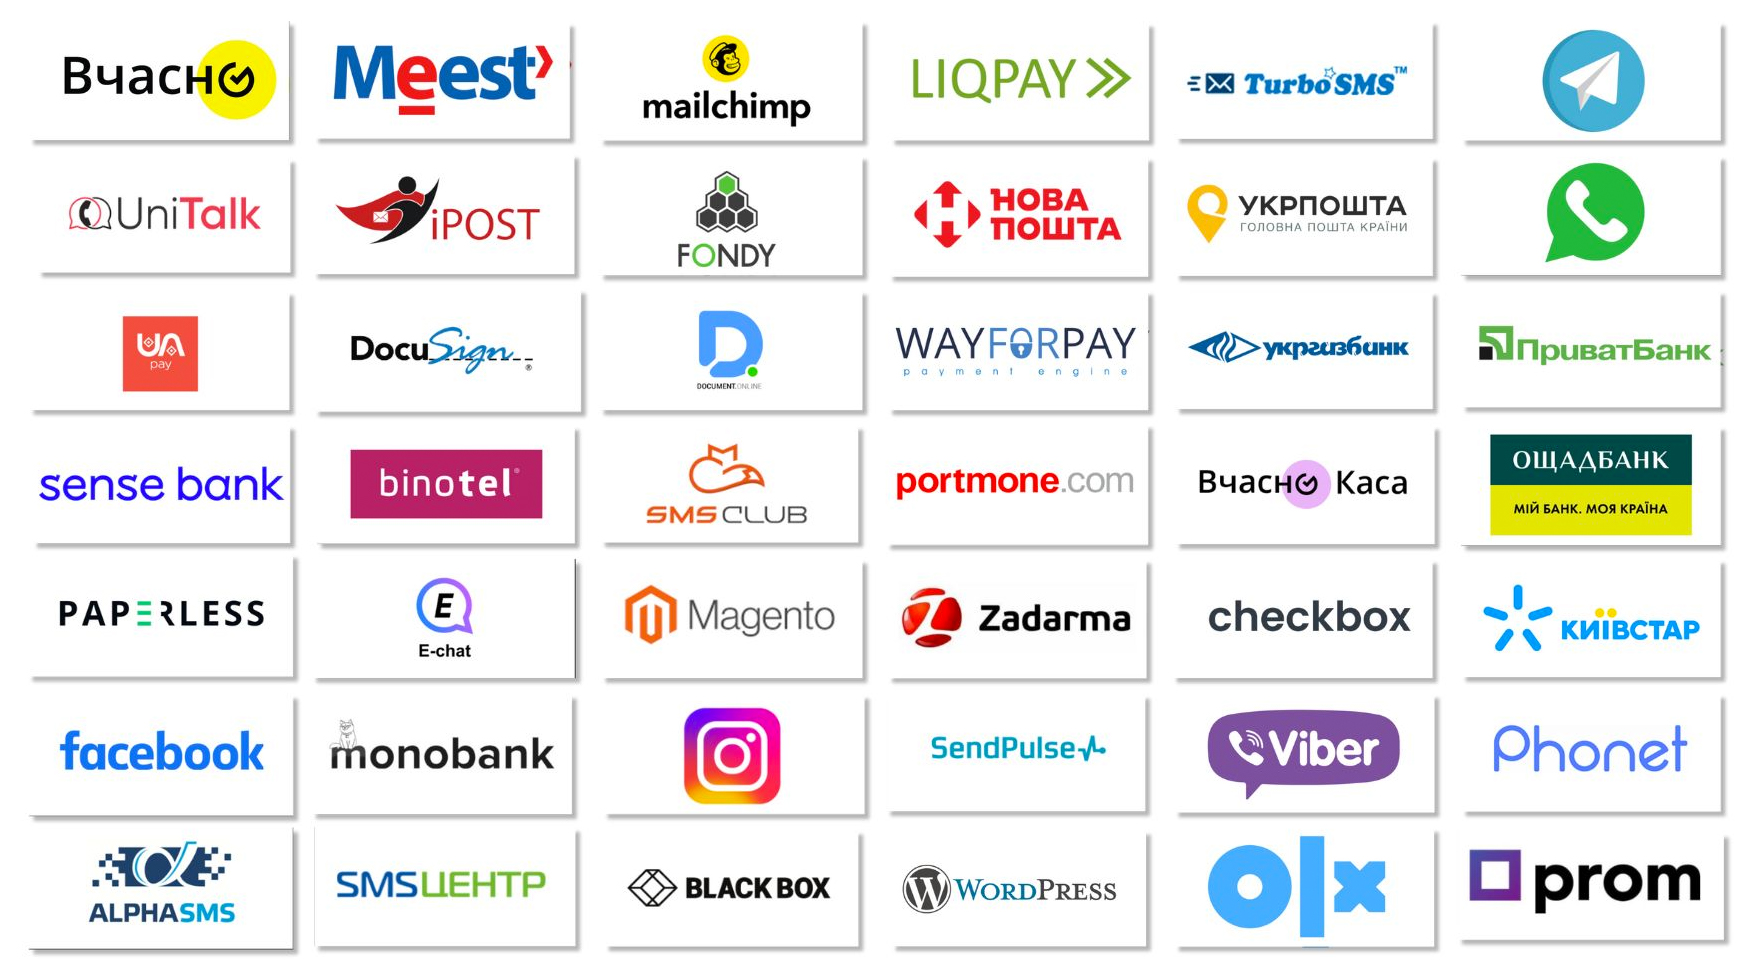 Вчасно
Meest
mailchimp
LIQPAY
TurboSMS™
UniTalk
iPOST
FONDY
НОВА
ПОШТА
УКРПОШТА
ГОЛОВНА ПОШТА КРАЇНИ
UA
pay
DocuSign®
DOCUMENT.ONLINE
WAYFORPAY
payment engine
укргазбанк
ПриватБанк
sense bank
binotel®
SMS CLUB
portmone.com
Вчасно Каса
ОЩАДБАНК
МІЙ БАНК. МОЯ КРАЇНА
PAPERLESS
E
E-chat
Magento
Zadarma
checkbox
КИЇВСТАР
facebook
monobank
SendPulse
Viber
Phonet
ALPHASMS
SMSЦЕНТР
BLACK BOX
W WORDPRESS
olx
prom